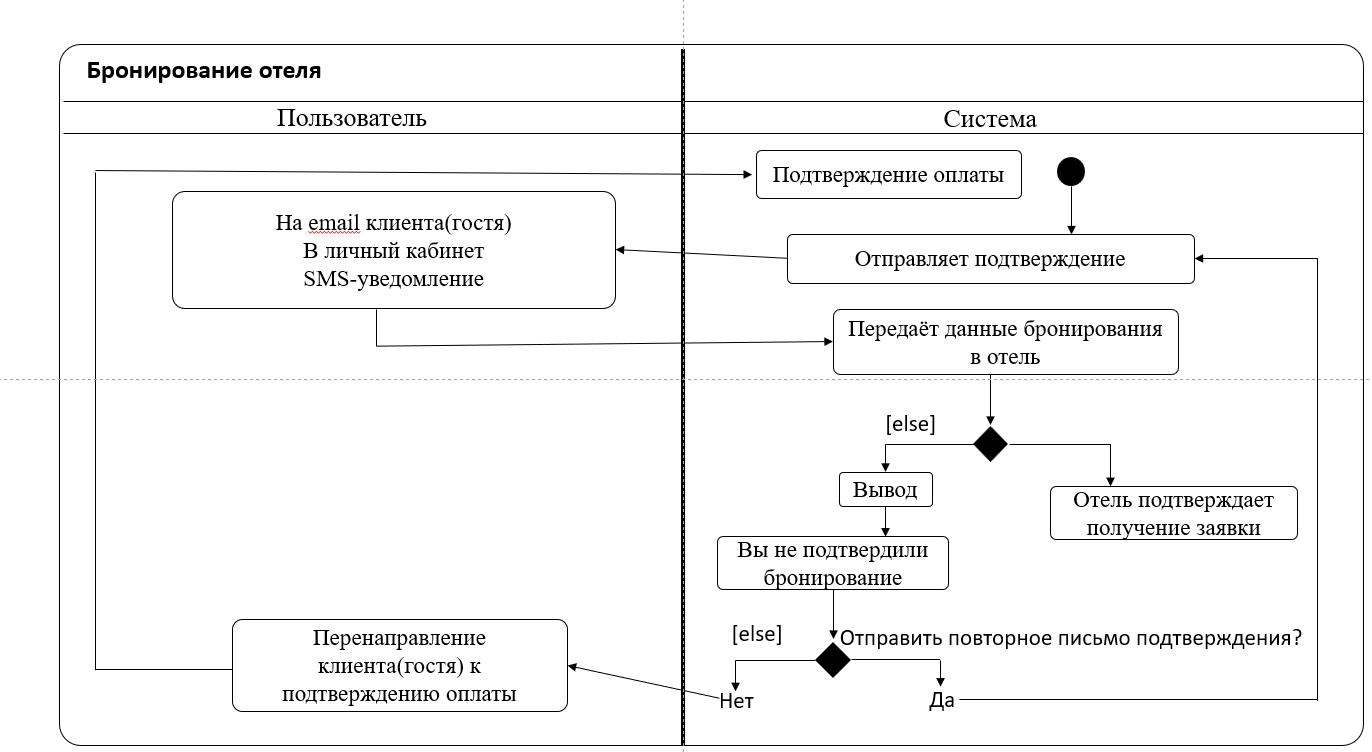 Бронирование отеля
Пользователь
Система
Подтверждение оплаты
На email клиента(гостя)
В личный кабинет
SMS-уведомление
Отправляет подтверждение
Передаёт данные бронирования
в отель
[else]
Вывод
Отель подтверждает
получение заявки
Вы не подтвердили
бронирование
[else]
Отправить повторное письмо подтверждения?
Перенаправление
клиента(гостя) к
подтверждению оплаты
Нет
Да